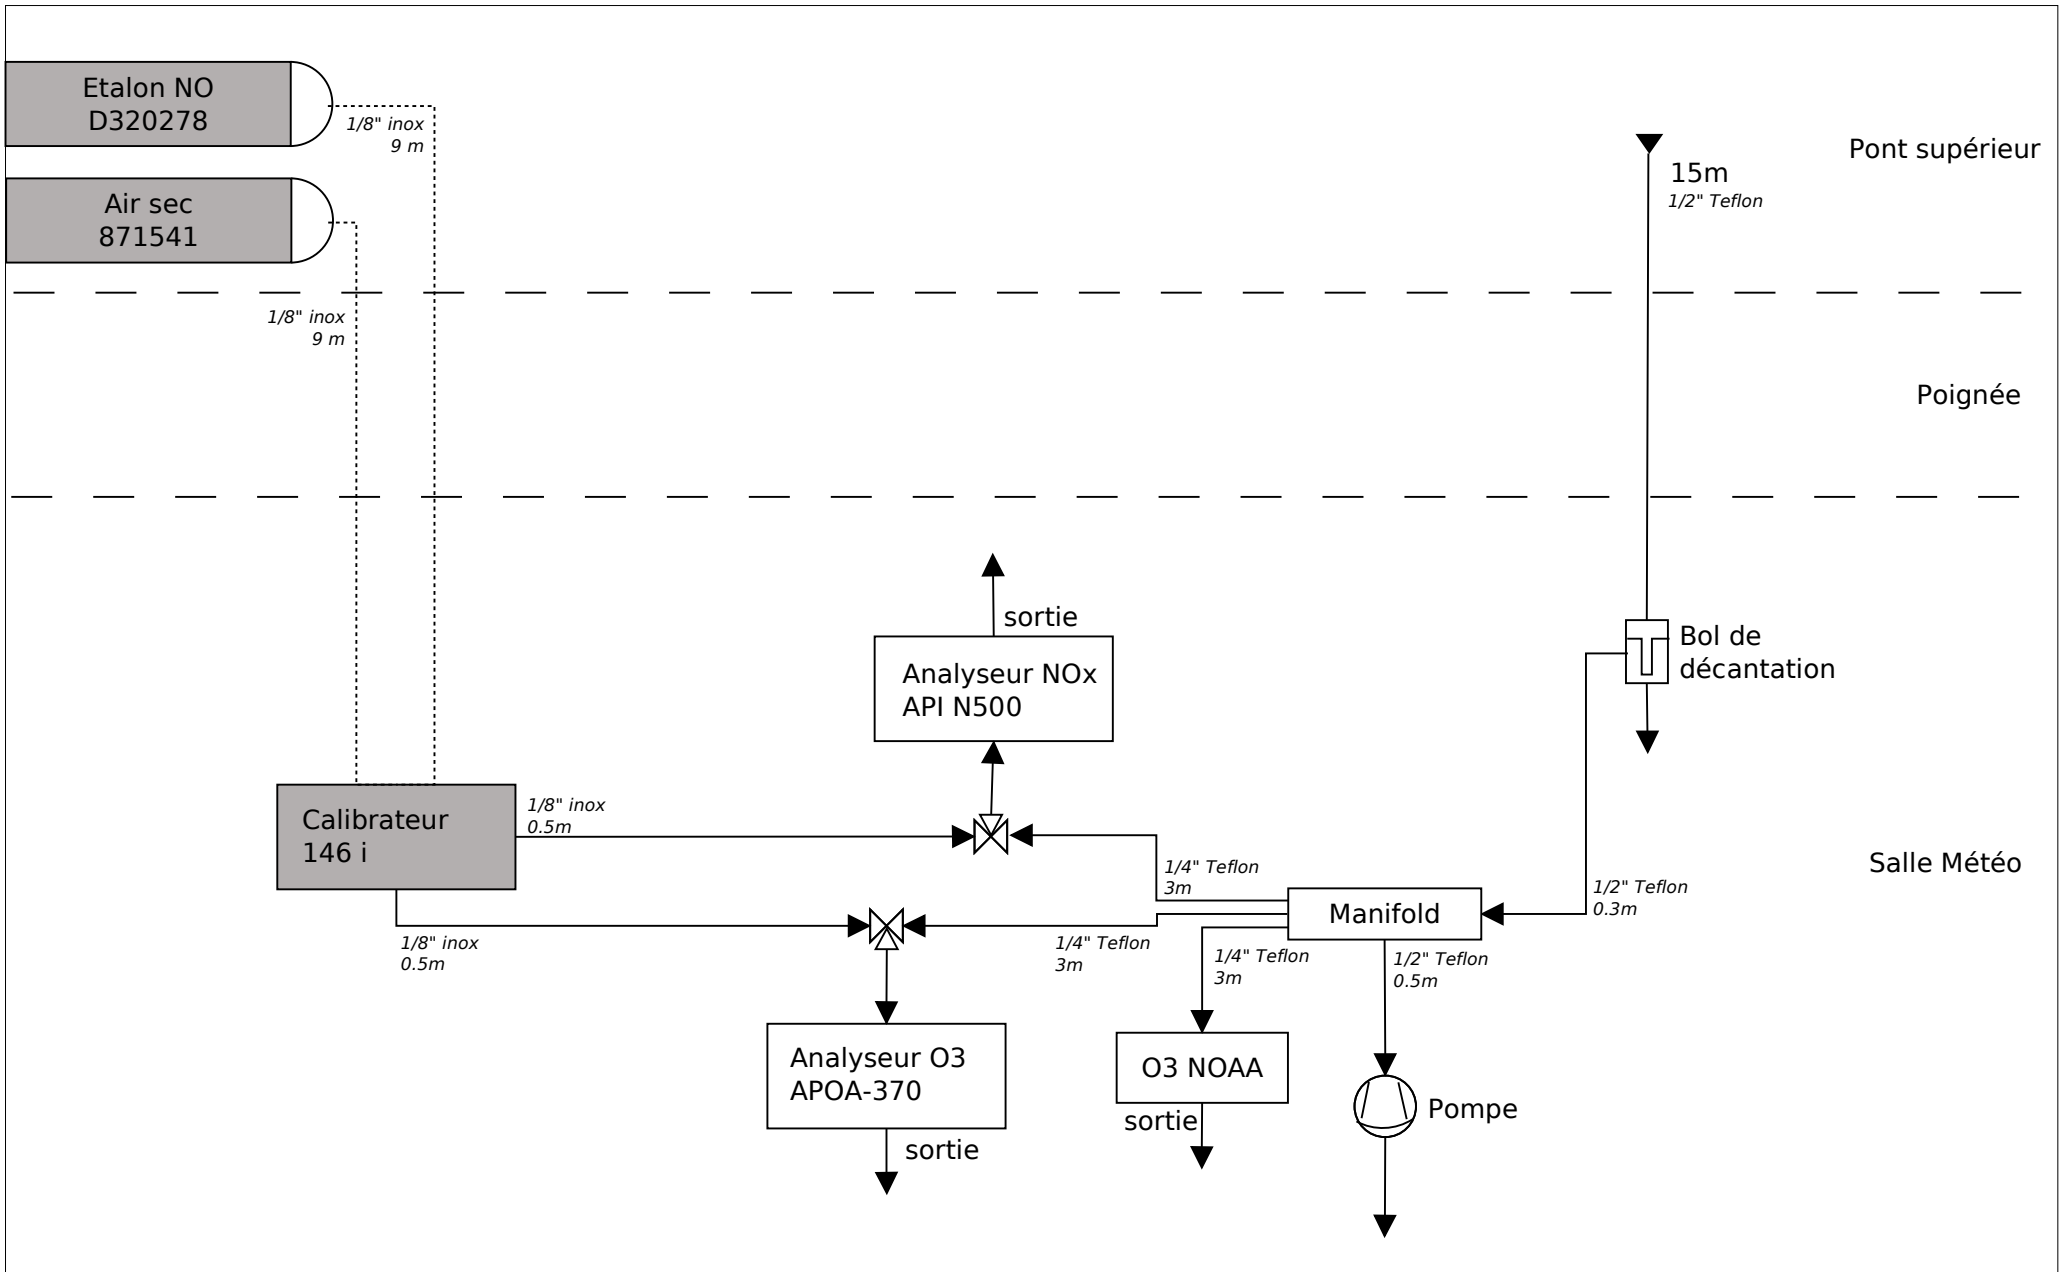 Etalon NO
D320278
1/8" inox
9 m
Air sec
871541
15m
1/2" Teflon
Pont supérieur
1/8" inox
9 m
Poignée
sortie
Analyseur NOx
API N500
Bol de
décantation
Calibrateur
146 i
1/8" inox
0.5m
1/4" Teflon
3m
Salle Météo
1/2" Teflon
0.3m
Manifold
1/8" inox
0.5m
1/4" Teflon
3m
1/4" Teflon
3m
1/2" Teflon
0.5m
Analyseur O3
APOA-370
sortie
O3 NOAA
sortie
Pompe